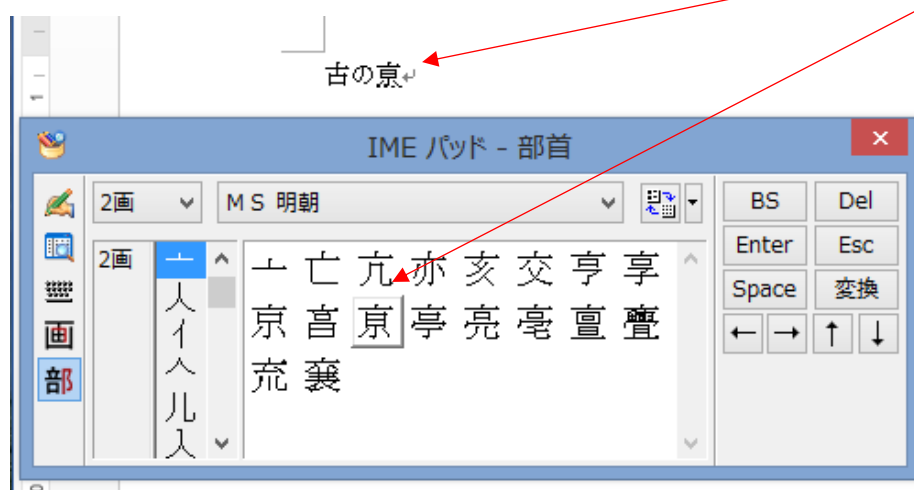 古の亰↵
IME パッド - 部首
×
2画
MS 明朝
BS Del
2画
亠 亡 亢 亦 亥 交 亨 享
京 亯 亰 亭 亮 亳 亶 亹
㐬 㐮
亠
人
亻
𠆢
儿
入
Enter Esc
Space 変換
← → ↑ ↓
画
部